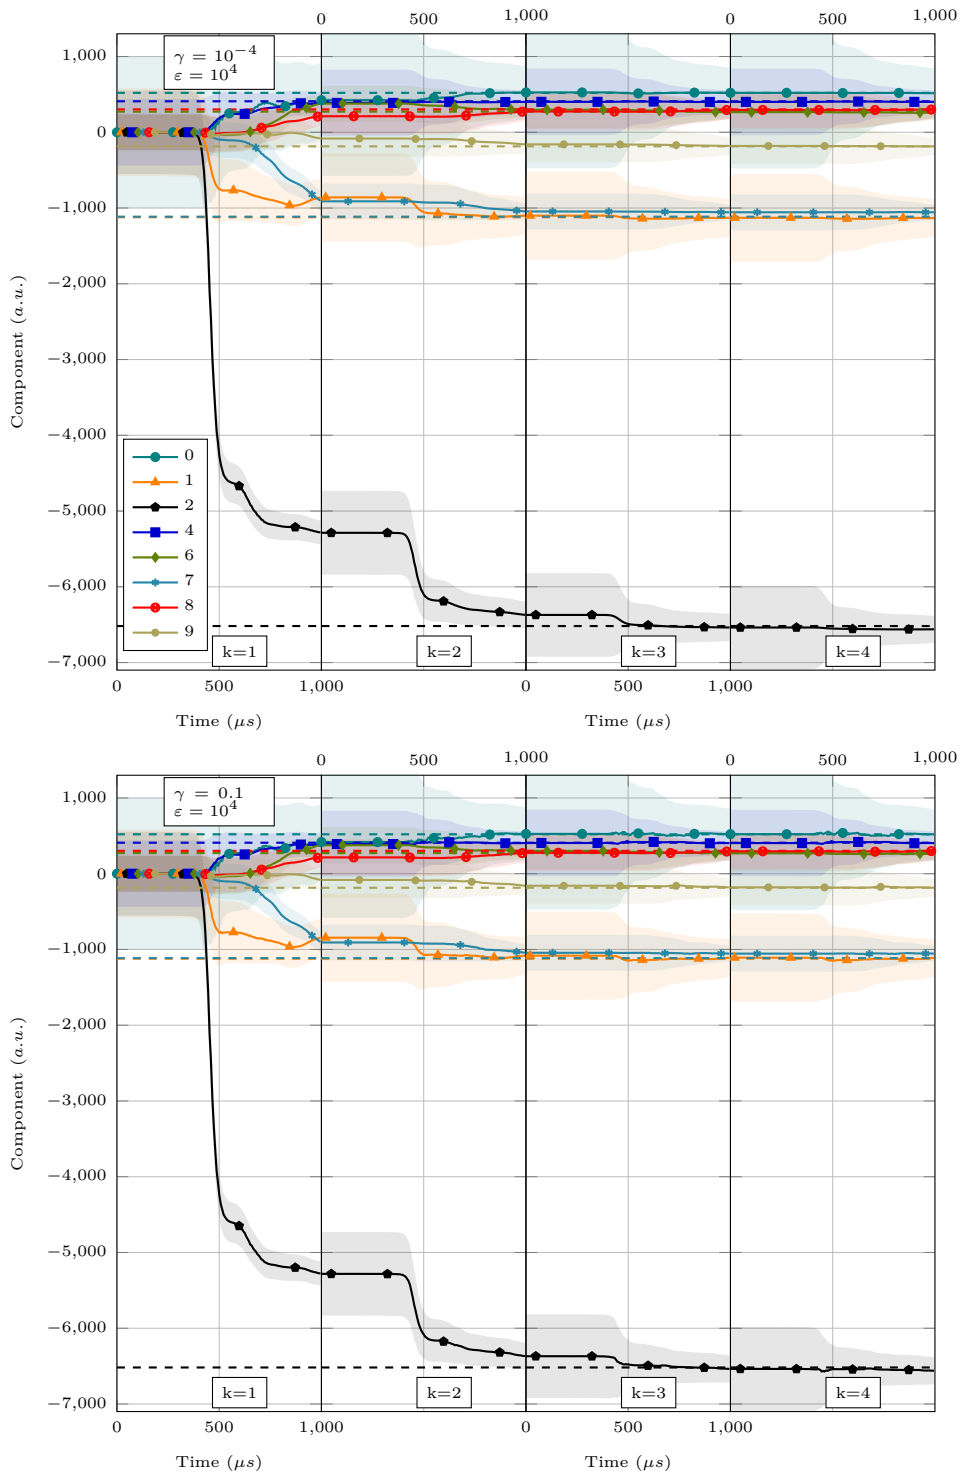 0 500 1,000
0 500 1,000
γ = 10⁻⁴
ε = 10⁴
1,000
0
−1,000
−2,000
−3,000
−4,000
−5,000
−6,000
−7,000
Component (a.u.)
0
1
2
4
6
7
8
9
k=1 k=2 k=3 k=4
0 500 1,000
0 500 1,000
Time (μs) Time (μs)
0 500 1,000
0 500 1,000
γ = 0.1
ε = 10⁴
1,000
0
−1,000
−2,000
−3,000
−4,000
−5,000
−6,000
−7,000
Component (a.u.)
k=1 k=2 k=3 k=4
0 500 1,000
0 500 1,000
Time (μs) Time (μs)